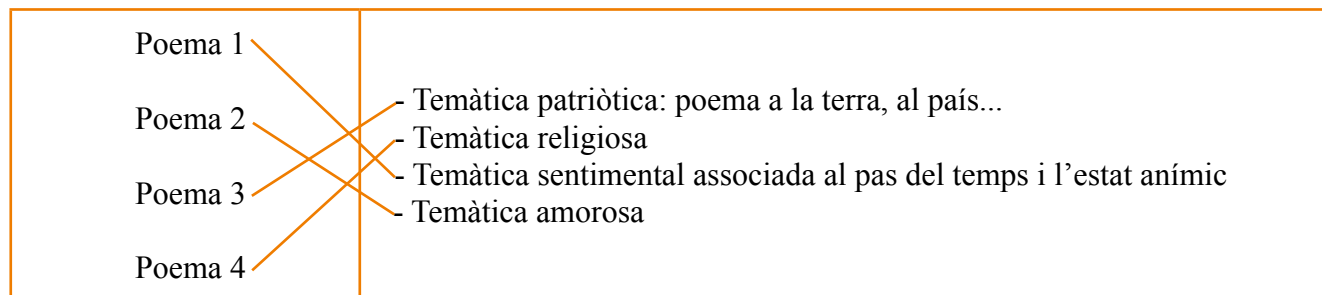 Poema 1
Poema 2
Poema 3
Poema 4
- Temàtica patriòtica: poema a la terra, al país...
- Temàtica religiosa
- Temàtica sentimental associada al pas del temps i l’estat anímic
- Temàtica amorosa